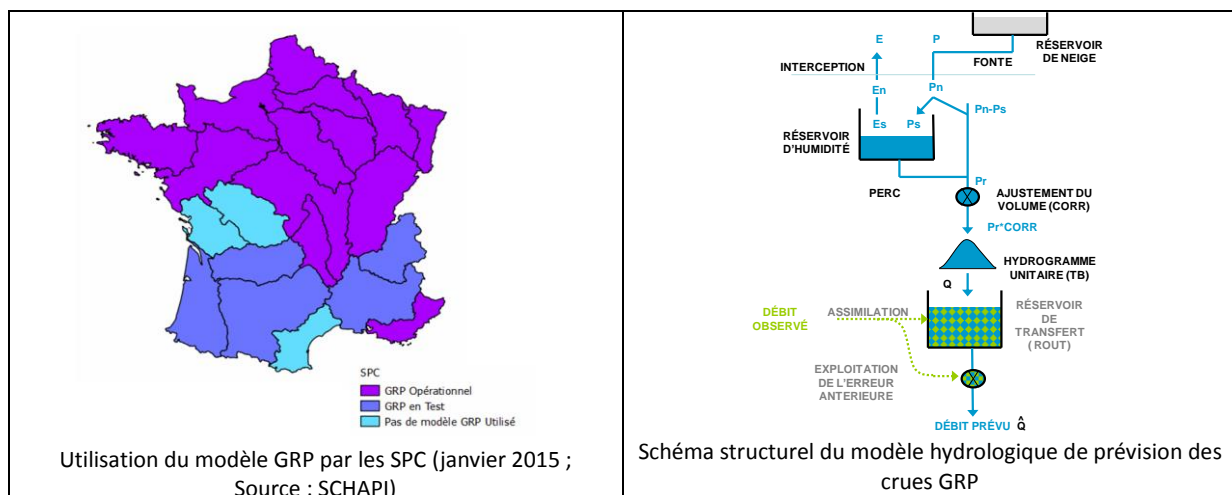 SPC
GRP Opérationnel
GRP en Test
Pas de modèle GRP Utilisé
Utilisation du modèle GRP par les SPC (janvier 2015 ;
Source : SCHAPI)
E
P
RÉSERVOIR
DE NEIGE
FONTE
INTERCEPTION
En
Pn
Pn-Ps
Es
Ps
RÉSERVOIR
D'HUMIDITÉ
PERC
Pr
AJUSTEMENT DU
VOLUME (CORR)
Pr*CORR
HYDROGRAMME
UNITAIRE (TB)
Q
DÉBIT
OBSERVÉ
ASSIMILATION
RÉSERVOIR
DE
TRANSFERT
(ROUT)
EXPLOITATION
DE L'ERREUR
ANTERIEURE
DÉBIT PRÉVU Q̂
Schéma structurel du modèle hydrologique de prévision des
crues GRP